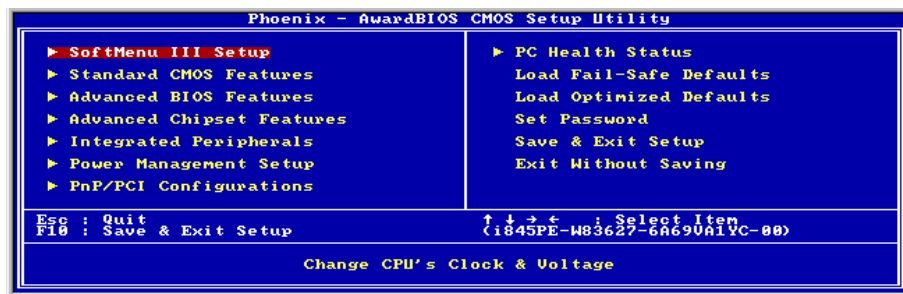 Phoenix - AwardBIOS CMOS Setup Utility
▶ SoftMenu III Setup
▶ Standard CMOS Features
▶ Advanced BIOS Features
▶ Advanced Chipset Features
▶ Integrated Peripherals
▶ Power Management Setup
▶ PnP/PCI Configurations
▶ PC Health Status
Load Fail-Safe Defaults
Load Optimized Defaults
Set Password
Save & Exit Setup
Exit Without Saving
Esc : Quit
F10 : Save & Exit Setup
↑ ↓ → ← : Select Item
(i845PE-W83627-6A69VA1YC-00)
Change CPU's Clock & Voltage